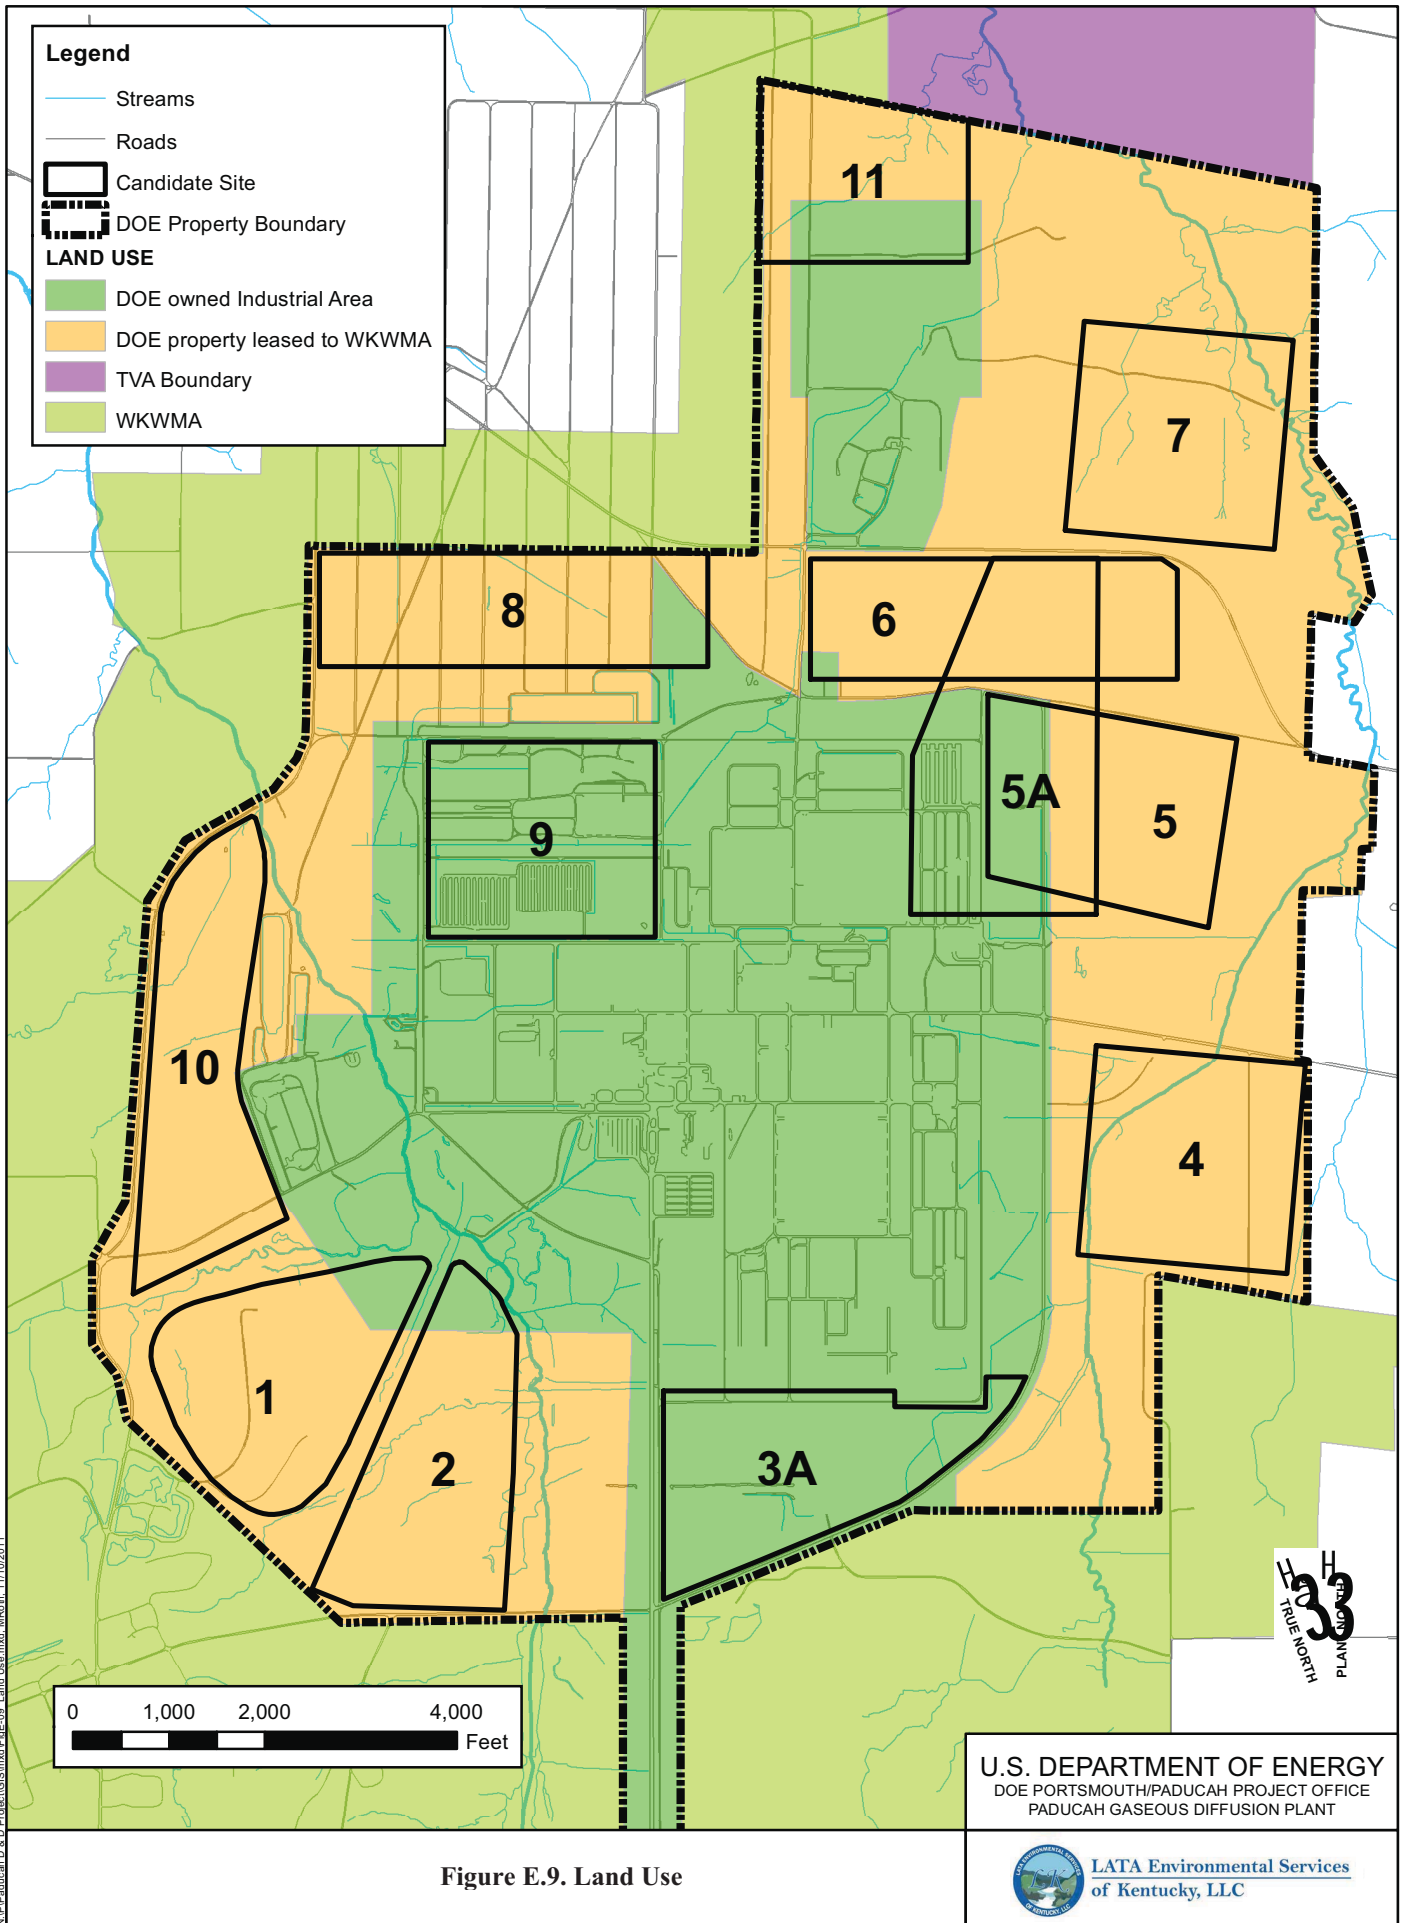 Legend
Streams
Roads
Candidate Site
DOE Property Boundary
LAND USE
DOE owned Industrial Area
DOE property leased to WKWMA
TVA Boundary
WKWMA
11
7
8
6
5A
5
9
10
4
1
2
3A
TRUE NORTH
PLANT NORTH
0 1,000 2,000 4,000
Feet
U.S. DEPARTMENT OF ENERGY
DOE PORTSMOUTH/PADUCAH PROJECT OFFICE
PADUCAH GASEOUS DIFFUSION PLANT
Figure E.9. Land Use
LATA Environmental Services
of Kentucky, LLC